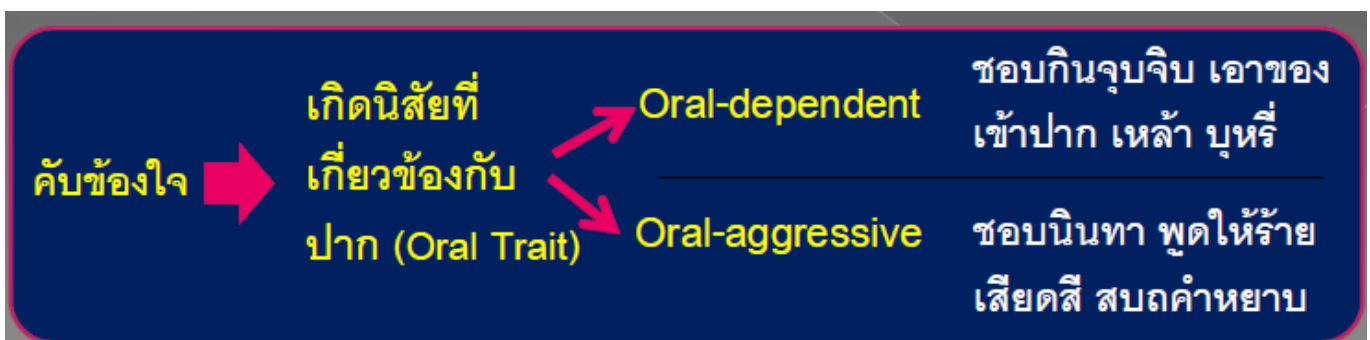 คับข้องใจ
เกิดนิสัยที่
เกี่ยวข้องกับ
ปาก (Oral Trait)
Oral-dependent
ชอบกินจุบจิบ เอาของ
เข้าปาก เหล้า บุหรี่
Oral-aggressive
ชอบนินทา พูดให้ร้าย
เสียดสี สบถคำหยาบ